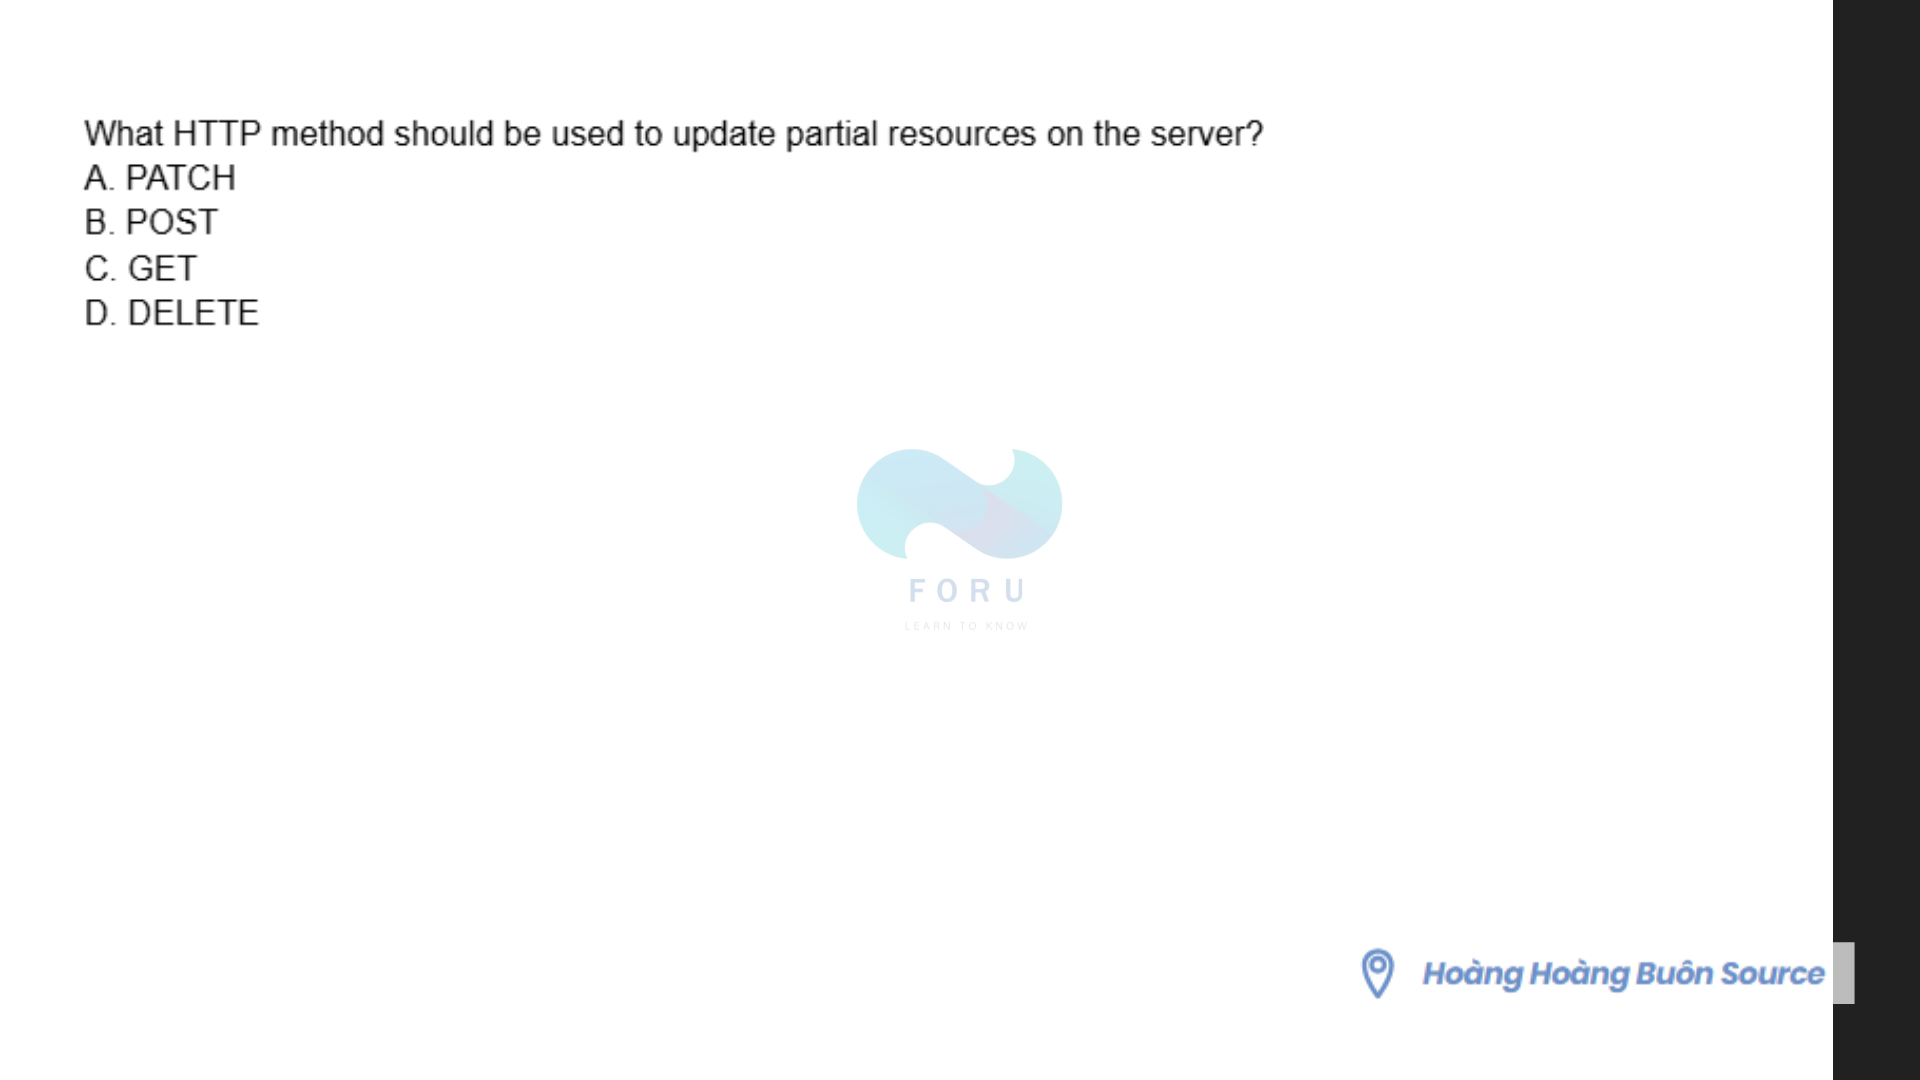 What HTTP method should be used to update partial resources on the server?
A. PATCH
B. POST
C. GET
D. DELETE
FORU
LEARN TO KNOW
Hoàng Hoàng Buôn Source